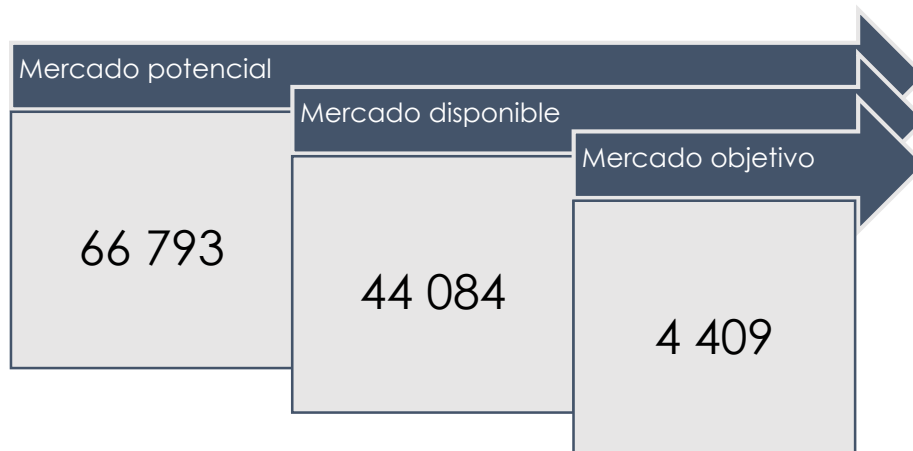 Mercado potencial
66 793
Mercado disponible
44 084
Mercado objetivo
4 409